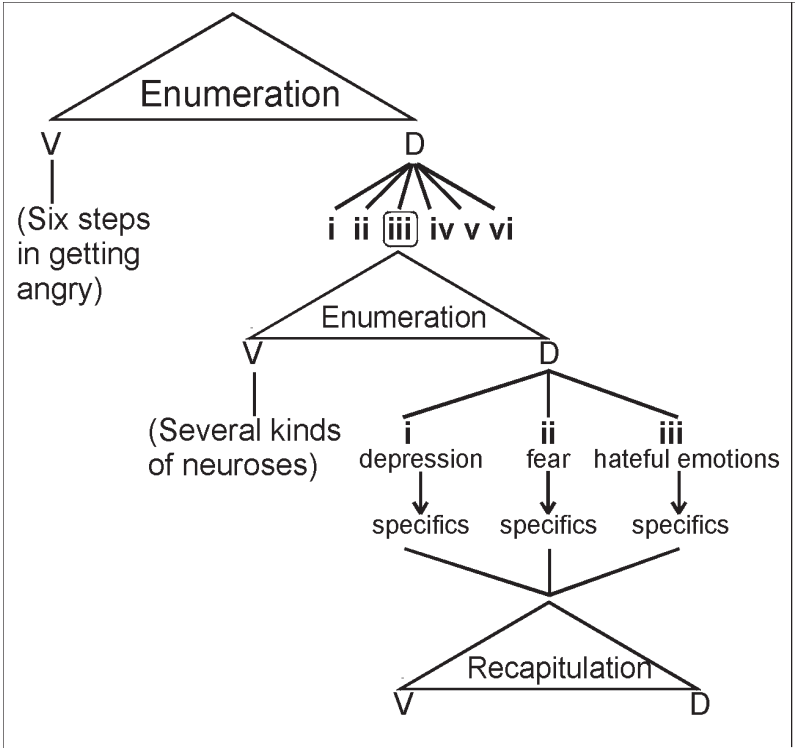 Enumeration
V D
(Six steps
in getting
angry)
i ii iii iv v vi
Enumeration
V D
(Several kinds
of neuroses)
i ii iii
depression fear hateful emotions
specifics specifics specifics
Recapitulation
V D